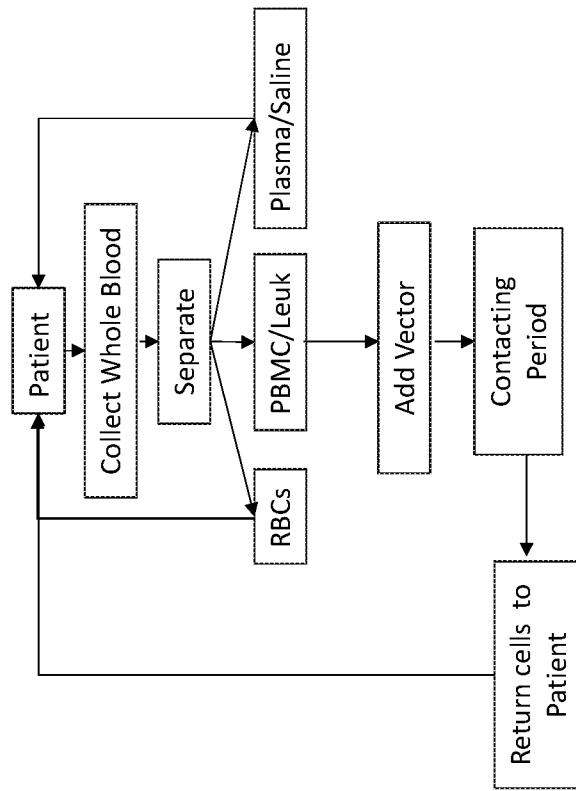 Patient
Collect Whole Blood
Separate
RBCs
PBMC/Leuk
Plasma/Saline
Add Vector
Contacting
Period
Return cells to
Patient